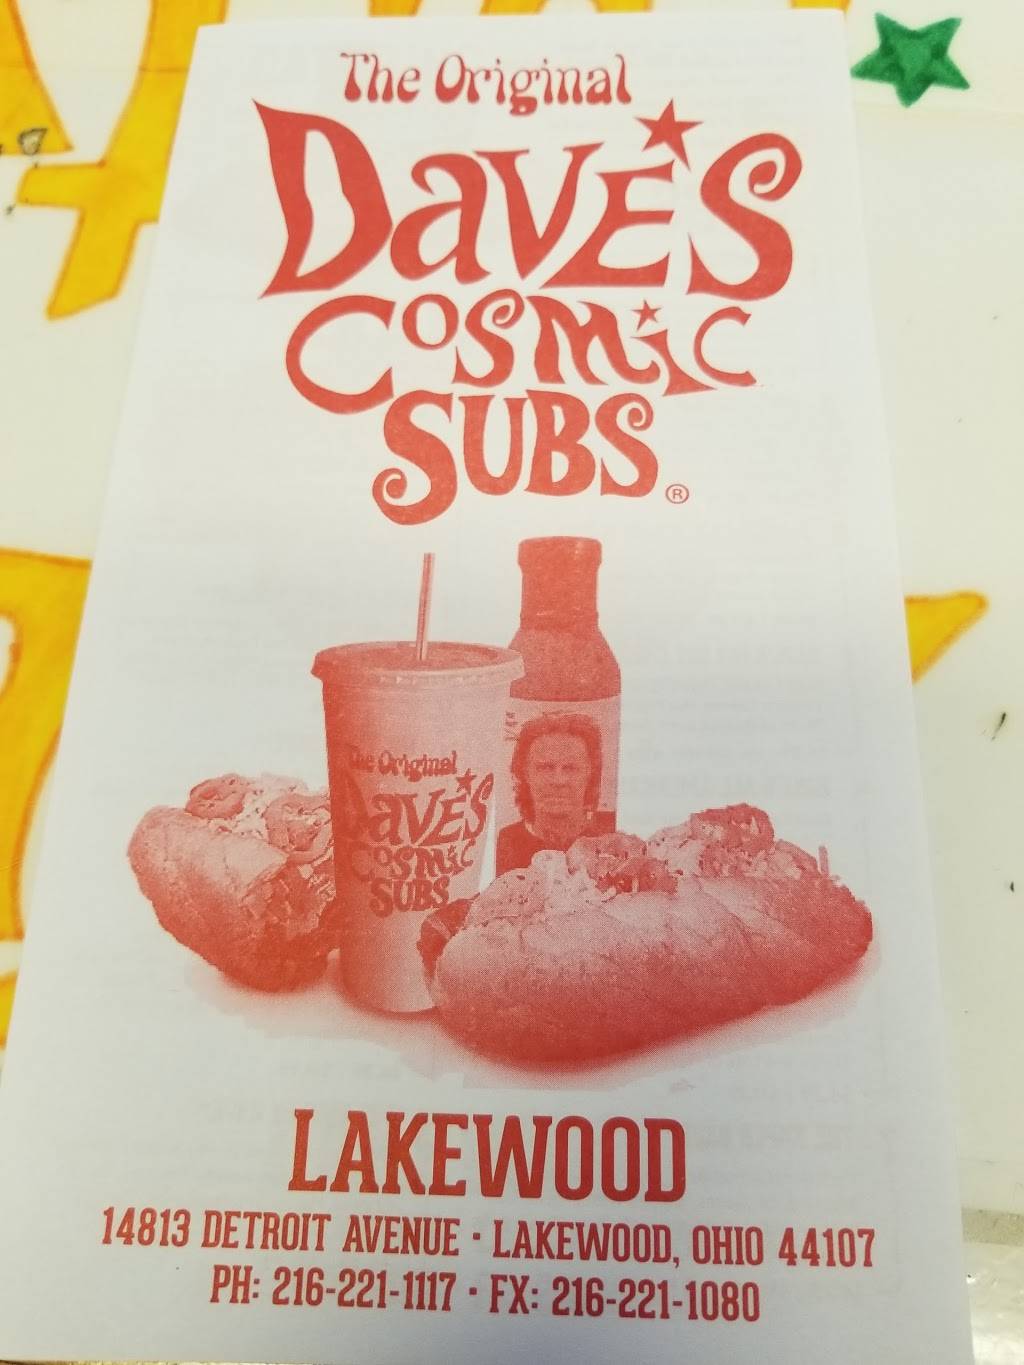 The Original
DAVE'S
COSMIC
SUBS®
The Original
DAVE'S
COSMIC
SUBS
LAKEWOOD
14813 DETROIT AVENUE · LAKEWOOD, OHIO 44107
PH: 216-221-1117 · FX: 216-221-1080